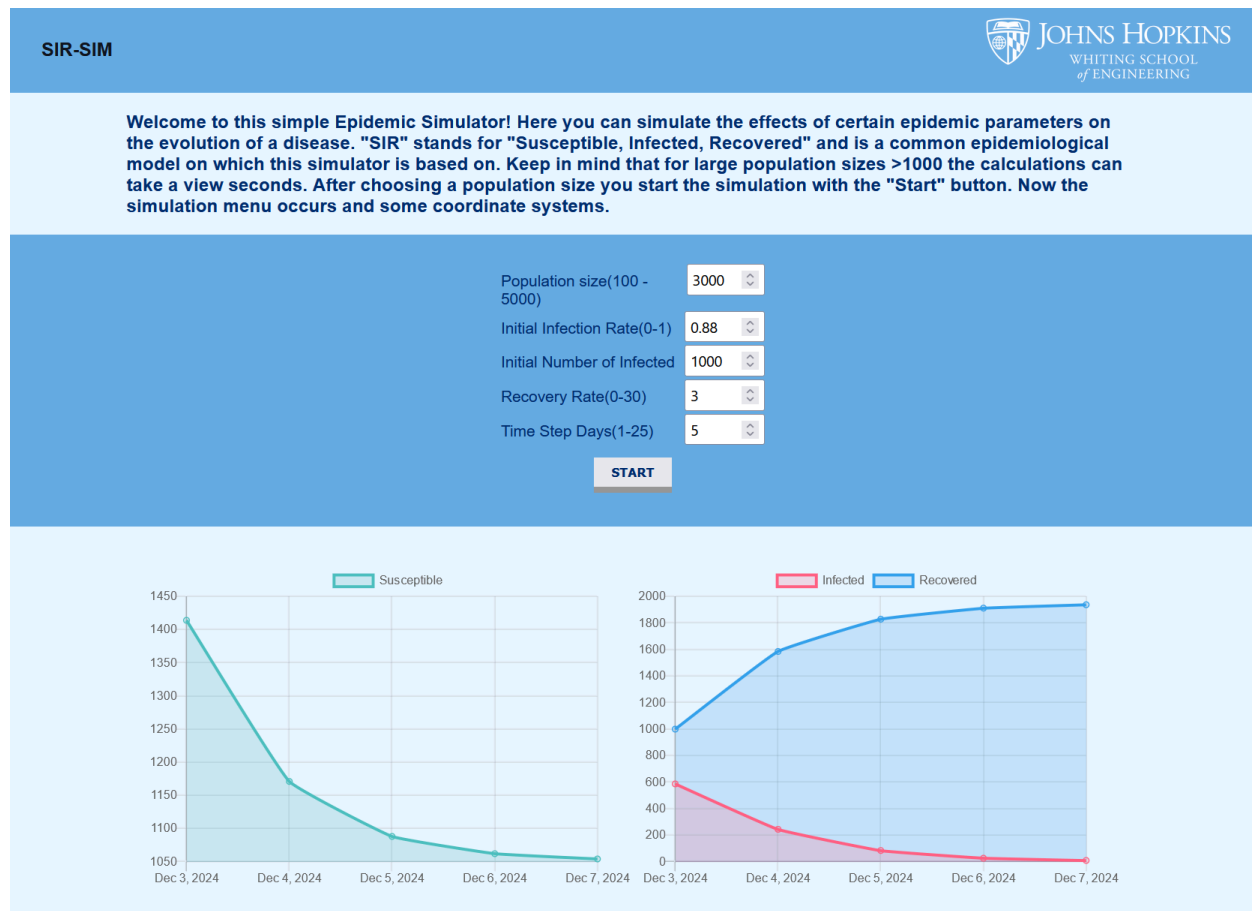 SIR-SIM
JOHNS HOPKINS
WHITING SCHOOL
of ENGINEERING
Welcome to this simple Epidemic Simulator! Here you can simulate the effects of certain epidemic parameters on
the evolution of a disease. "SIR" stands for "Susceptible, Infected, Recovered" and is a common epidemiological
model on which this simulator is based on. Keep in mind that for large population sizes >1000 the calculations can
take a view seconds. After choosing a population size you start the simulation with the "Start" button. Now the
simulation menu occurs and some coordinate systems.
Population size(100 - 3000
5000)
Initial Infection Rate(0-1) 0.88
Initial Number of Infected 1000
Recovery Rate(0-30) 3
Time Step Days(1-25) 5
START
Susceptible
1450
1400
1350
1300
1250
1200
1150
1100
1050
Dec 3, 2024 Dec 4, 2024 Dec 5, 2024 Dec 6, 2024 Dec 7, 2024
Infected Recovered
2000
1800
1600
1400
1200
1000
800
600
400
200
0
Dec 3, 2024 Dec 4, 2024 Dec 5, 2024 Dec 6, 2024 Dec 7, 2024